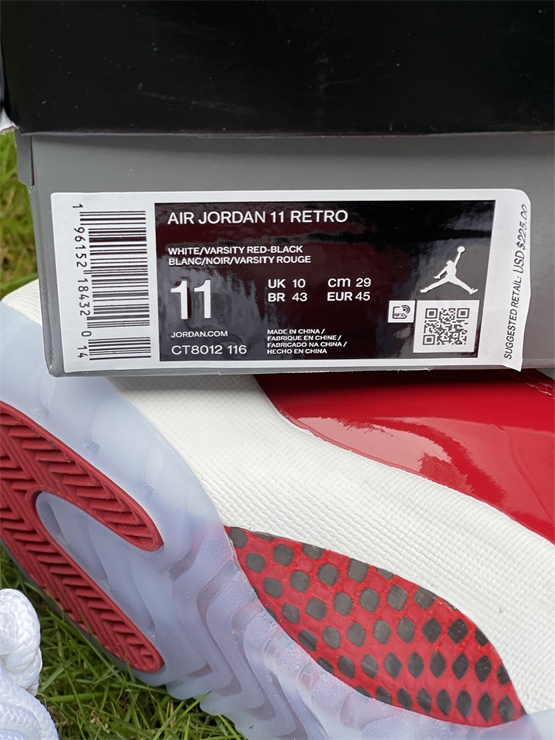 AIR JORDAN 11 RETRO
WHITE/VARSITY RED-BLACK
BLANC/NOIR/VARSITY ROUGE
11
UK 10 cm 29
BR 43 EUR 45
JORDAN.COM
CT8012 116
MADE IN CHINA /
FABRIQUE EN CHINE /
FABRICADO NA CHINA /
HECHO EN CHINA
RFID
1 96152 18432 0 14
SUGGESTED RETAIL: USD $225.00